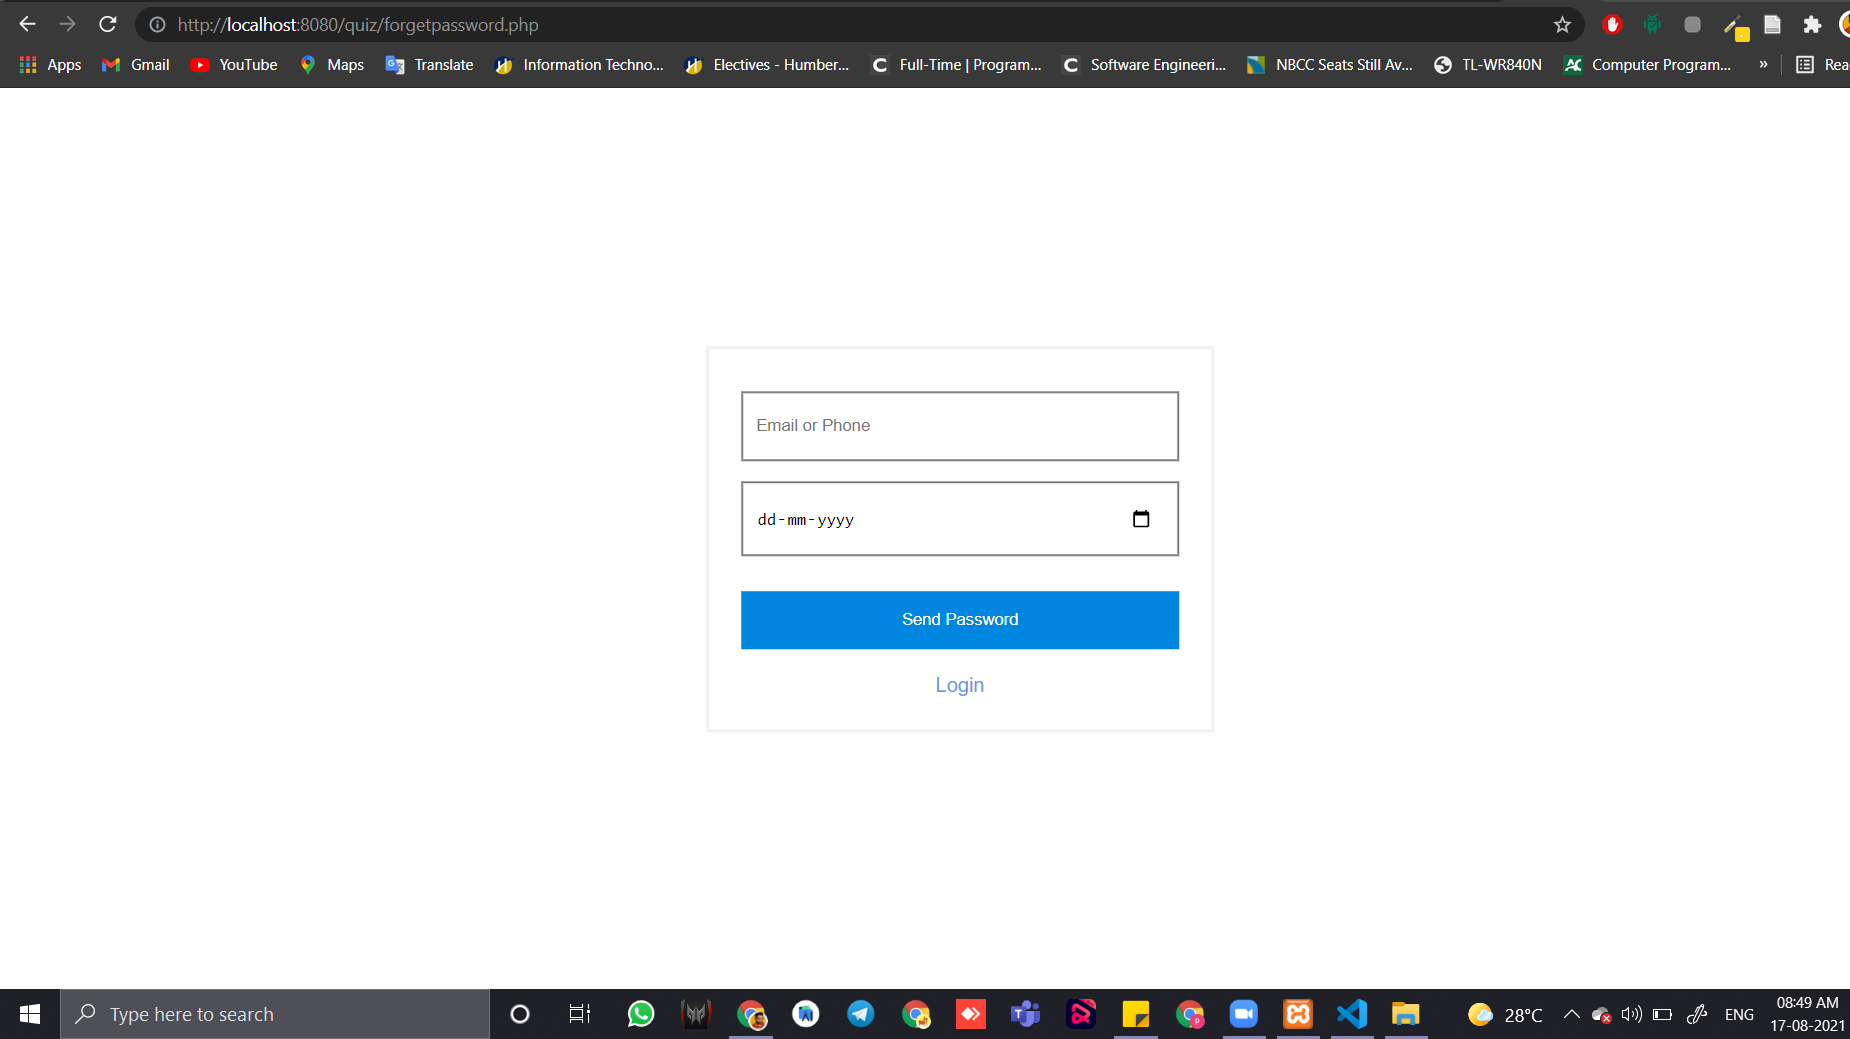 http://localhost:8080/quiz/forgetpassword.php
Apps Gmail YouTube Maps Translate Information Techno... Electives - Humber... Full-Time | Program... Software Engineeri... NBCC Seats Still Av... TL-WR840N Computer Program... » Rea
Email or Phone
dd-mm-yyyy
Send Password
Login
Type here to search
28°C ENG
08:49 AM
17-08-2021